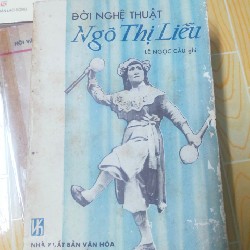 ĐỜI NGHỆ THUẬT
Ngô Thị Liễu
LÊ NGỌC CẦU ghi
NHÀ XUẤT BẢN VĂN HÓA